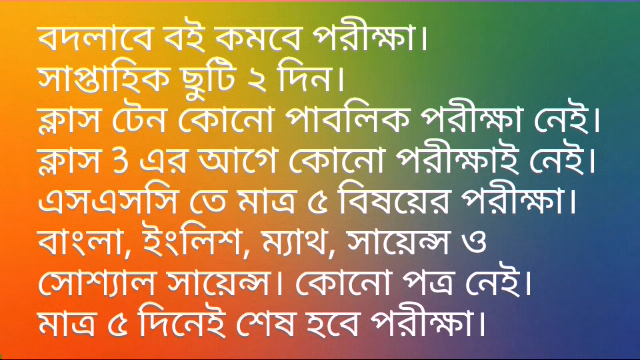 বদলাবে বই কমবে পরীক্ষা।
সাপ্তাহিক ছুটি ২ দিন।
ক্লাস টেন কোনো পাবলিক পরীক্ষা নেই।
ক্লাস 3 এর আগে কোনো পরীক্ষাই নেই।
এসএসসি তে মাত্র ৫ বিষয়ের পরীক্ষা।
বাংলা, ইংলিশ, ম্যাথ, সায়েন্স ও
সোশ্যাল সায়েন্স। কোনো পত্র নেই।
মাত্র ৫ দিনেই শেষ হবে পরীক্ষা।